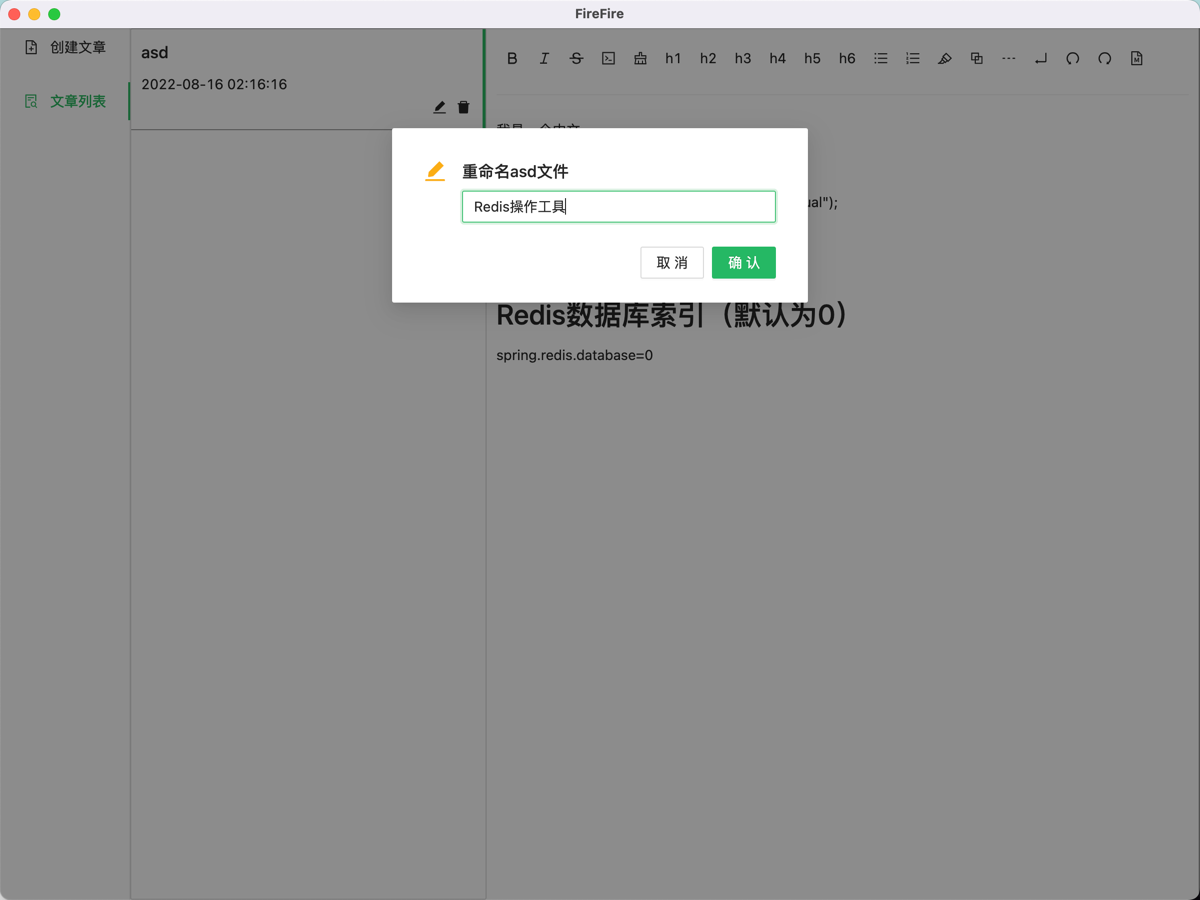 FireFire
创建文章
文章列表
asd
2022-08-16 02:16:16
B I S h1 h2 h3 h4 h5 h6
重命名asd文件
Redis操作工具
取 消
确 认
ual");
Redis数据库索引（默认为0）
spring.redis.database=0